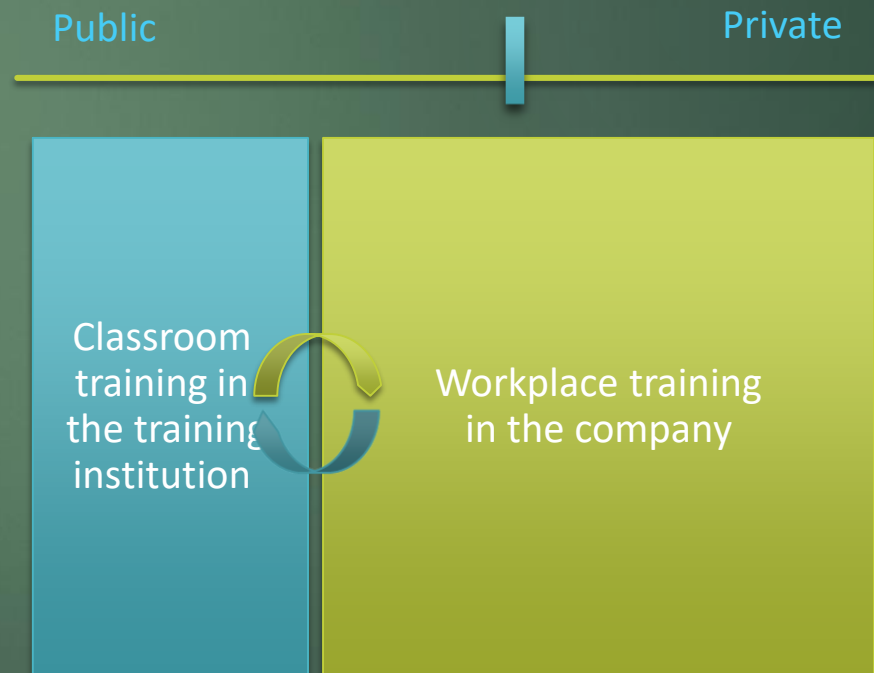 Public
Private
Classroom
training in
the training
institution
Workplace training
in the company